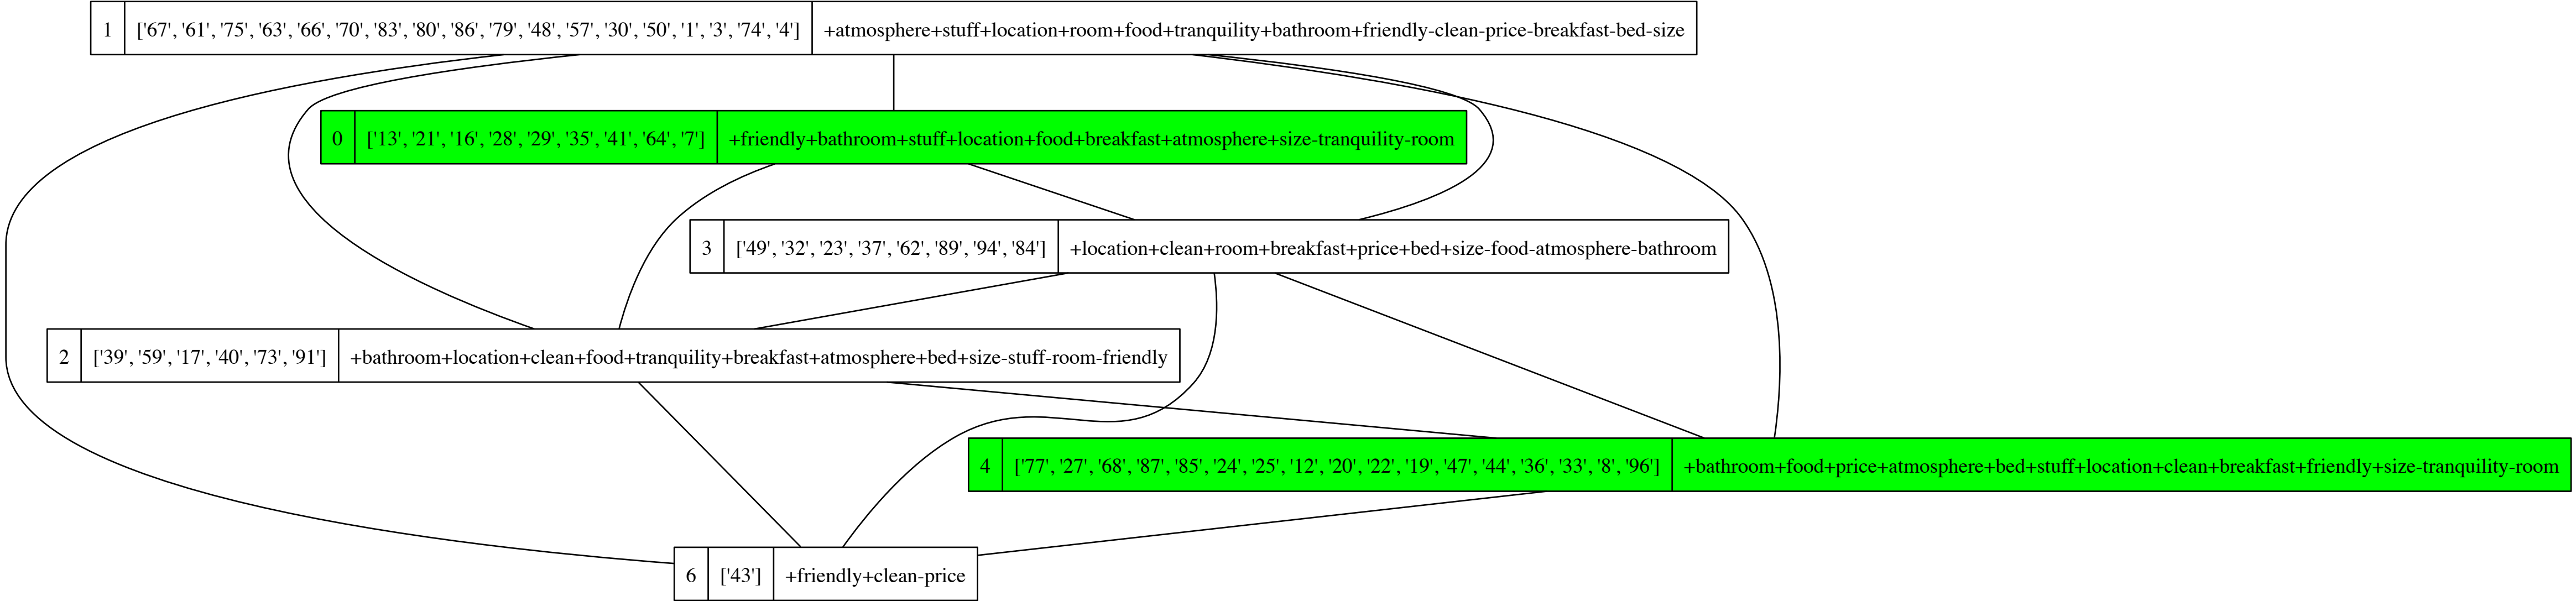 1 ['67', '61', '75', '63', '66', '70', '83', '80', '86', '79', '48', '57', '30', '50', '1', '3', '74', '4'] +atmosphere+stuff+location+room+food+tranquility+bathroom+friendly-clean-price-breakfast-bed-size
0 ['13', '21', '16', '28', '29', '35', '41', '64', '7'] +friendly+bathroom+stuff+location+food+breakfast+atmosphere+size-tranquility-room
3 ['49', '32', '23', '37', '62', '89', '94', '84'] +location+clean+room+breakfast+price+bed+size-food-atmosphere-bathroom
2 ['39', '59', '17', '40', '73', '91'] +bathroom+location+clean+food+tranquility+breakfast+atmosphere+bed+size-stuff-room-friendly
4 ['77', '27', '68', '87', '85', '24', '25', '12', '20', '22', '19', '47', '44', '36', '33', '8', '96'] +bathroom+food+price+atmosphere+bed+stuff+location+clean+breakfast+friendly+size-tranquility-room
6 ['43'] +friendly+clean-price